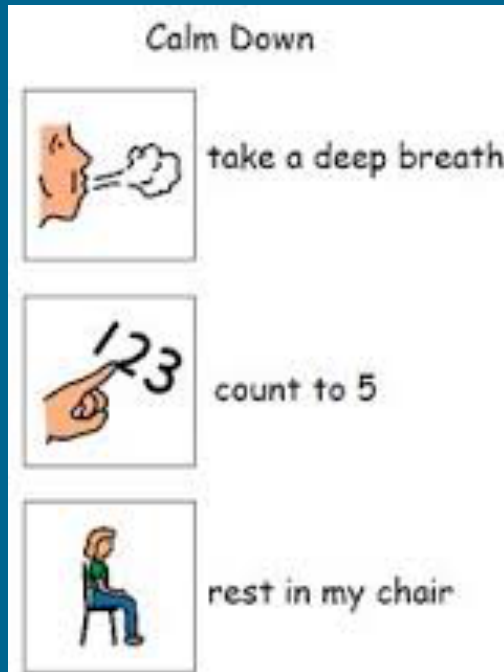 Calm Down
take a deep breath
123
count to 5
rest in my chair